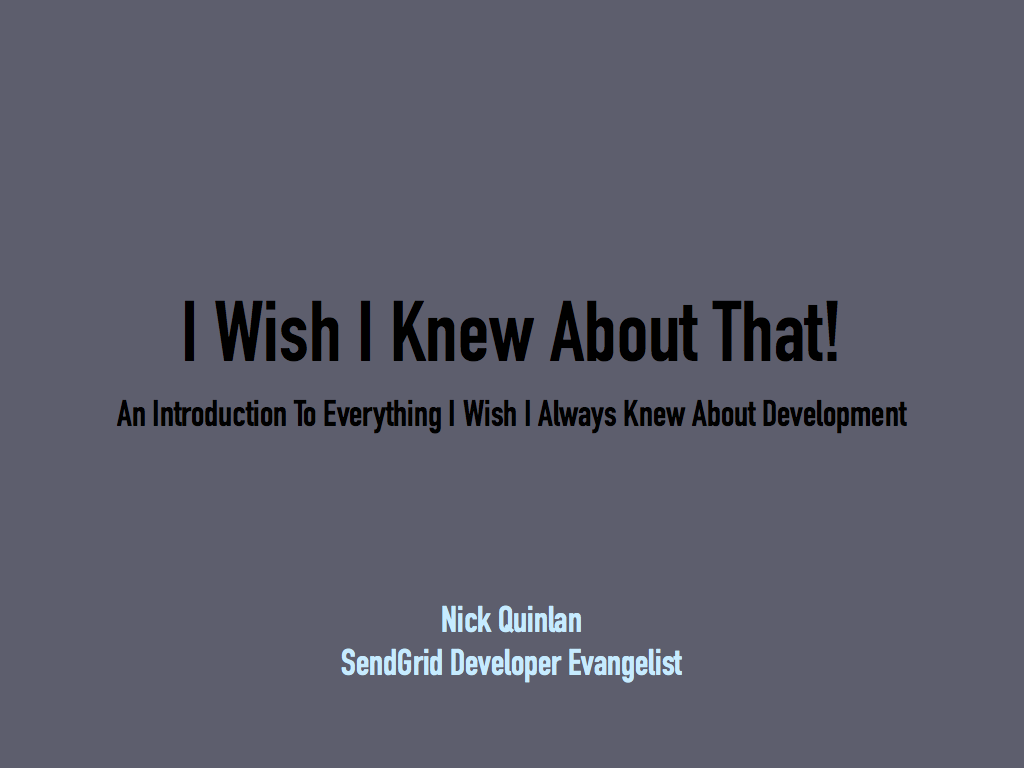 I Wish I Knew About That!
An Introduction To Everything I Wish I Always Knew About Development
Nick Quinlan
SendGrid Developer Evangelist